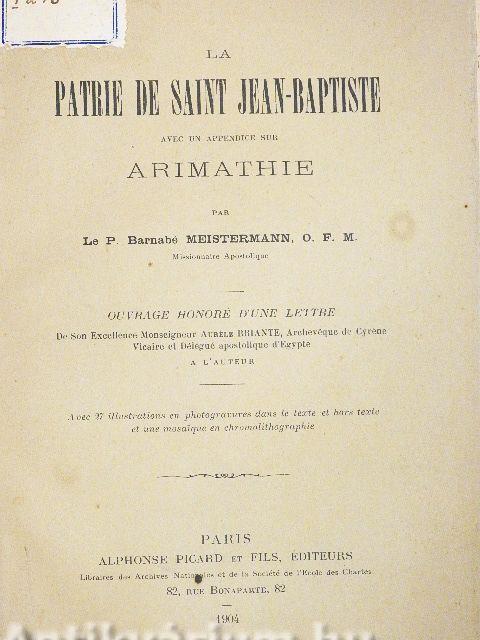 LA
PATRIE DE SAINT JEAN-BAPTISTE
AVEC UN APPENDICE SUR
ARIMATHIE
PAR
Le P. Barnabé MEISTERMANN, O. F. M.
Missionnaire Apostolique
OUVRAGE HONORÉ D'UNE LETTRE
De Son Excellence Monseigneur AURÈLE BRIANTE, Archevêque de Cyrène
Vicaire et Délégué apostolique d'Egypte
A L'AUTEUR
Avec 27 illustrations en photogravures dans le texte et hors texte
et une mosaïque en chromolithographie
PARIS
ALPHONSE PICARD ET FILS, ÉDITEURS
Libraires des Archives Nationales et de la Société de l'Ecole des Chartes
82, RUE BONAPARTE, 82
1904